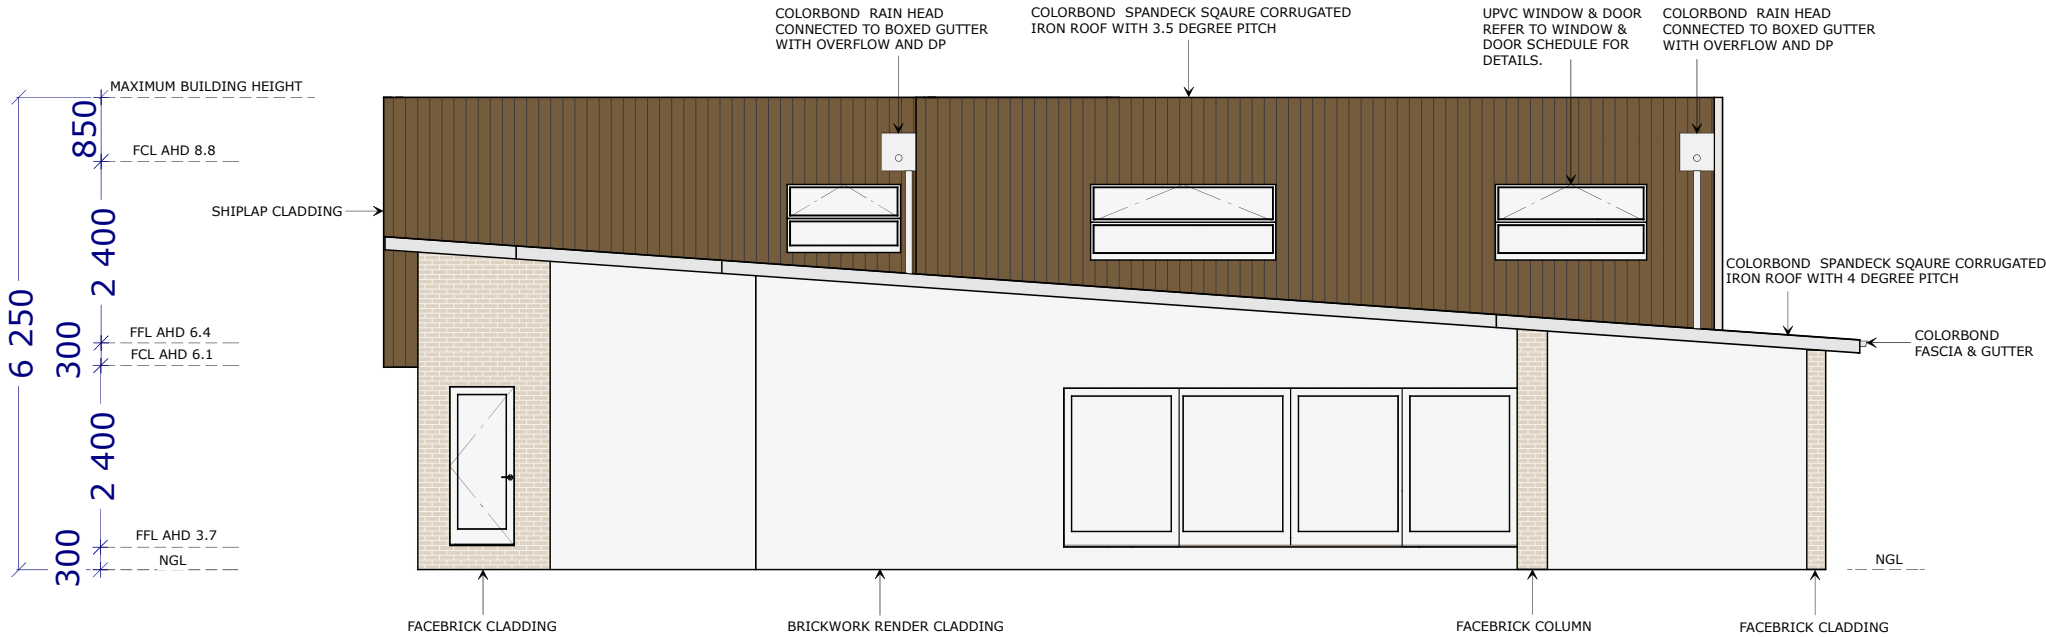 COLORBOND  RAIN HEAD
CONNECTED TO BOXED GUTTER
WITH OVERFLOW AND DP
COLORBOND  SPANDECK SQAURE CORRUGATED
IRON ROOF WITH 3.5 DEGREE PITCH
UPVC WINDOW & DOOR
REFER TO WINDOW &
DOOR SCHEDULE FOR
DETAILS.
COLORBOND  RAIN HEAD
CONNECTED TO BOXED GUTTER
WITH OVERFLOW AND DP
MAXIMUM BUILDING HEIGHT
850
FCL AHD 8.8
SHIPLAP CLADDING
2 400
6 250
FFL AHD 6.4
300
FCL AHD 6.1
2 400
FFL AHD 3.7
300
NGL
COLORBOND  SPANDECK SQAURE CORRUGATED
IRON ROOF WITH 4 DEGREE PITCH
COLORBOND
FASCIA & GUTTER
NGL
FACEBRICK CLADDING
BRICKWORK RENDER CLADDING
FACEBRICK COLUMN
FACEBRICK CLADDING